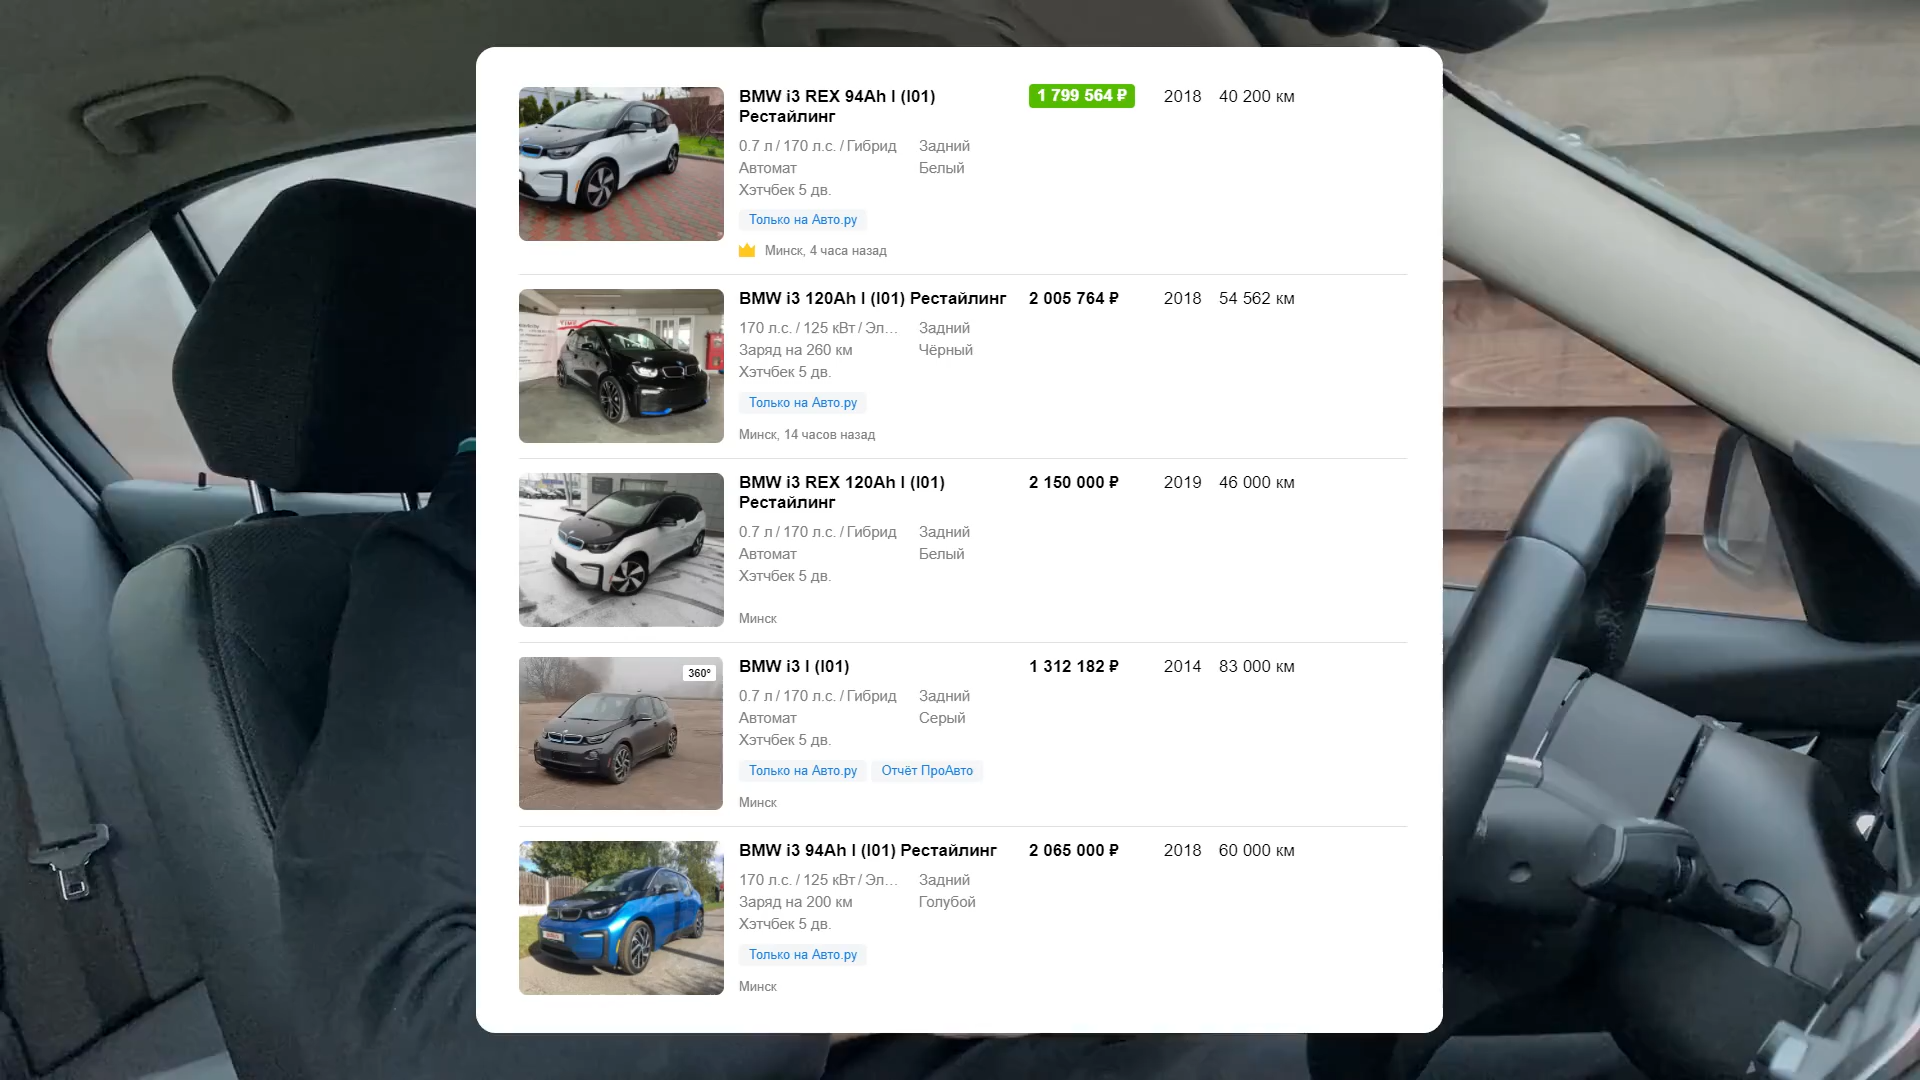 BMW i3 REX 94Ah I (I01)
Рестайлинг
1 799 564 ₽
2018
40 200 км
0.7 л / 170 л.с. / Гибрид
Задний
Автомат
Белый
Хэтчбек 5 дв.
Только на Авто.ру
Минск, 4 часа назад
BMW i3 120Ah I (I01) Рестайлинг
2 005 764 ₽
2018
54 562 км
170 л.с. / 125 кВт / Эл…
Задний
Заряд на 260 км
Чёрный
Хэтчбек 5 дв.
Только на Авто.ру
Минск, 14 часов назад
BMW i3 REX 120Ah I (I01)
Рестайлинг
2 150 000 ₽
2019
46 000 км
0.7 л / 170 л.с. / Гибрид
Задний
Автомат
Белый
Хэтчбек 5 дв.
Минск
360°
BMW i3 I (I01)
1 312 182 ₽
2014
83 000 км
0.7 л / 170 л.с. / Гибрид
Задний
Автомат
Серый
Хэтчбек 5 дв.
Только на Авто.ру
Отчёт ПроАвто
Минск
BMW i3 94Ah I (I01) Рестайлинг
2 065 000 ₽
2018
60 000 км
170 л.с. / 125 кВт / Эл…
Задний
Заряд на 200 км
Голубой
Хэтчбек 5 дв.
Только на Авто.ру
Минск